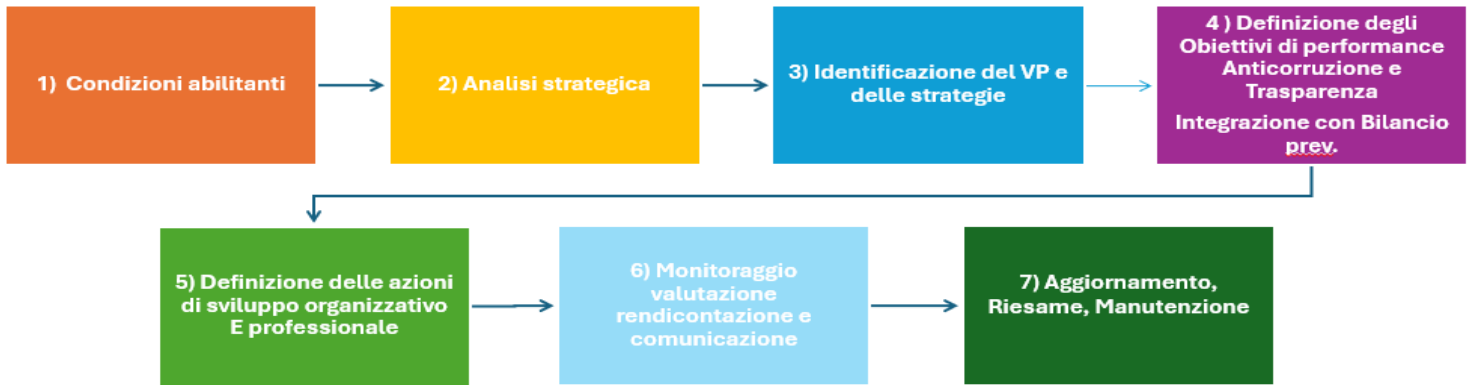 1) Condizioni abilitanti
2) Analisi strategica
3) Identificazione del VP e
delle strategie
4 ) Definizione degli
Obiettivi di performance
Anticorruzione e
Trasparenza
Integrazione con Bilancio
prev.
5) Definizione delle azioni
di sviluppo organizzativo
E professionale
6) Monitoraggio
valutazione
rendicontazione e
comunicazione
7) Aggiornamento,
Riesame, Manutenzione